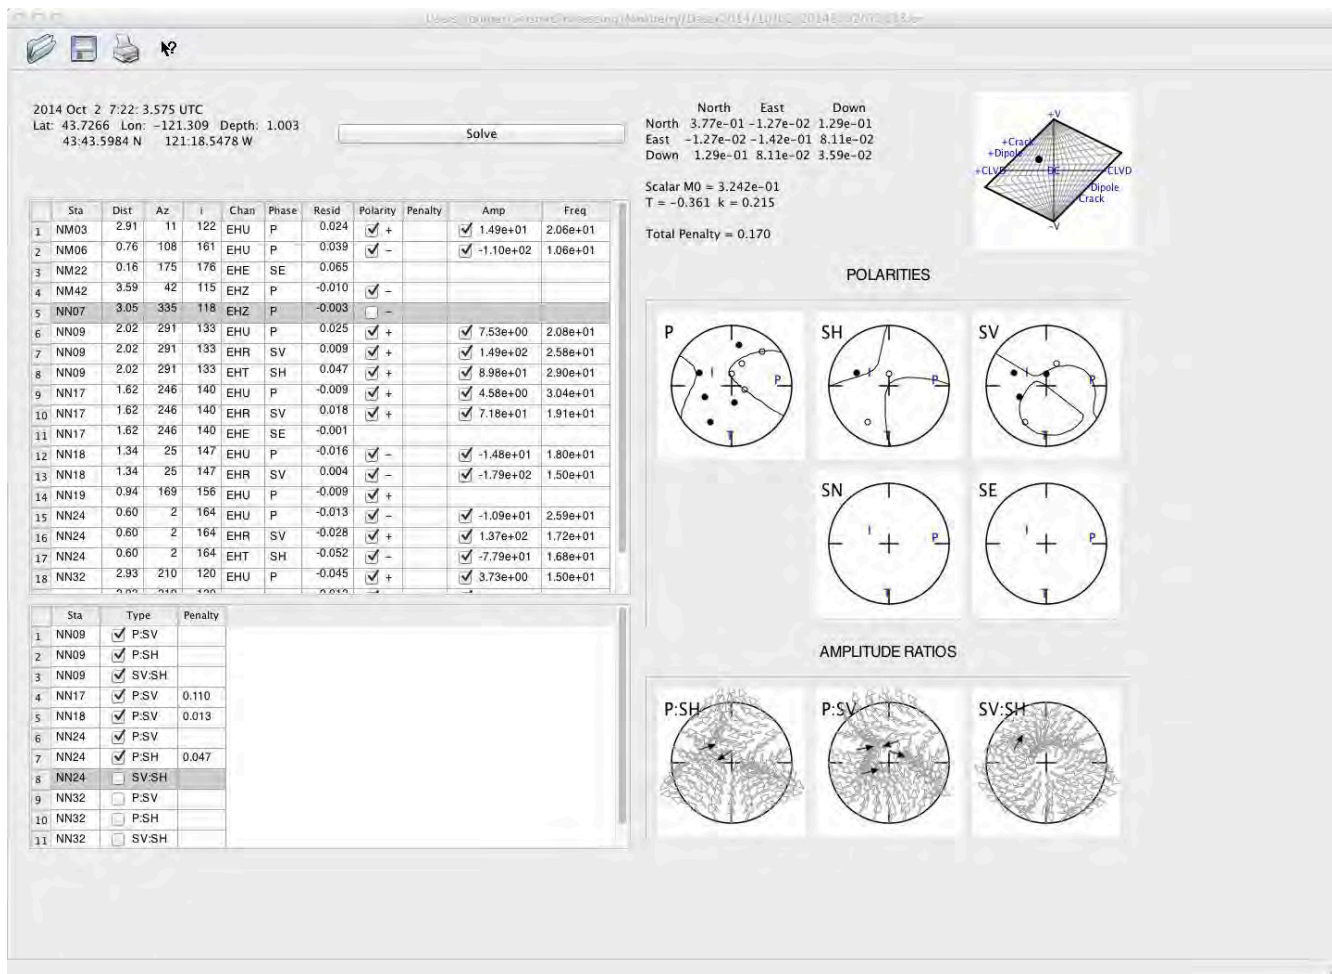 2014 Oct 2 7:22: 3.575 UTC
Lat: 43.7266 Lon: -121.309 Depth: 1.003
43:43.5984 N 121:18.5478 W
Solve
Sta Dist Az i Chan Phase Resid Polarity Penalty Amp Freq
1 NM03 2.91 11 122 EHU P 0.024 + 1.49e+01 2.06e+01
2 NM06 0.76 108 161 EHU P 0.039 - -1.10e+02 1.06e+01
3 NM22 0.16 175 176 EHE SE 0.065
4 NM42 3.59 42 115 EHZ P -0.010 -
5 NN07 3.05 335 118 EHZ P -0.003 -
6 NN09 2.02 291 133 EHU P 0.025 + 7.53e+00 2.08e+01
7 NN09 2.02 291 133 EHR SV 0.009 + 1.49e+02 2.58e+01
8 NN09 2.02 291 133 EHT SH 0.047 + 8.98e+01 2.90e+01
9 NN17 1.62 246 140 EHU P -0.009 + 4.58e+00 3.04e+01
10 NN17 1.62 246 140 EHR SV 0.018 + 7.18e+01 1.91e+01
11 NN17 1.62 246 140 EHE SE -0.001
12 NN18 1.34 25 147 EHU P -0.016 - -1.48e+01 1.80e+01
13 NN18 1.34 25 147 EHR SV 0.004 - -1.79e+02 1.50e+01
14 NN19 0.94 169 156 EHU P -0.009 +
15 NN24 0.60 2 164 EHU P -0.013 - -1.09e+01 2.59e+01
16 NN24 0.60 2 164 EHR SV -0.028 + 1.37e+02 1.72e+01
17 NN24 0.60 2 164 EHT SH -0.052 - -7.79e+01 1.68e+01
18 NN32 2.93 210 120 EHU P -0.045 + 3.73e+00 1.50e+01
Sta Type Penalty
1 NN09 P:SV
2 NN09 P:SH
3 NN09 SV:SH
4 NN17 P:SV 0.110
5 NN18 P:SV 0.013
6 NN24 P:SV
7 NN24 P:SH 0.047
8 NN24 SV:SH
9 NN32 P:SV
10 NN32 P:SH
11 NN32 SV:SH
North East Down
North 3.77e-01 -1.27e-02 1.29e-01
East -1.27e-02 -1.42e-01 8.11e-02
Down 1.29e-01 8.11e-02 3.59e-02
Scalar M0 = 3.242e-01
T = -0.361 k = 0.215
Total Penalty = 0.170
+V
+Crack
+Dipole
+CLVD DC -CLVD
Dipole
Crack
-V
POLARITIES
P SH SV
I P I P I P
T T T
SN SE
I P I P
T T
AMPLITUDE RATIOS
P:SH P:SV SV:SH